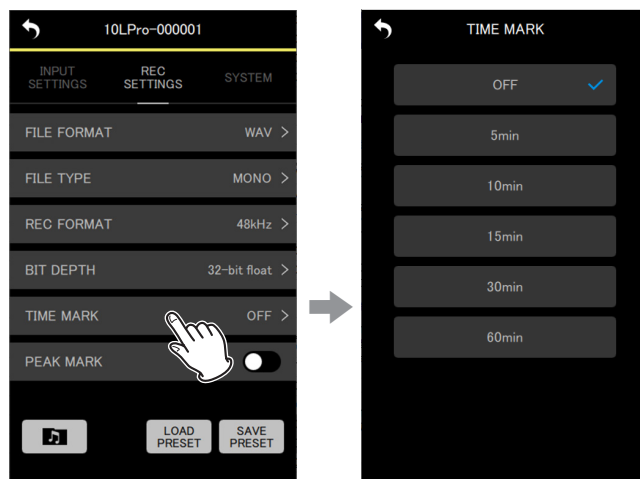 10LPro-000001
INPUT
SETTINGS
REC
SETTINGS
SYSTEM
FILE FORMAT WAV >
FILE TYPE MONO >
REC FORMAT 48kHz >
BIT DEPTH 32-bit float >
TIME MARK OFF >
PEAK MARK
LOAD
PRESET
SAVE
PRESET
TIME MARK
OFF
5min
10min
15min
30min
60min